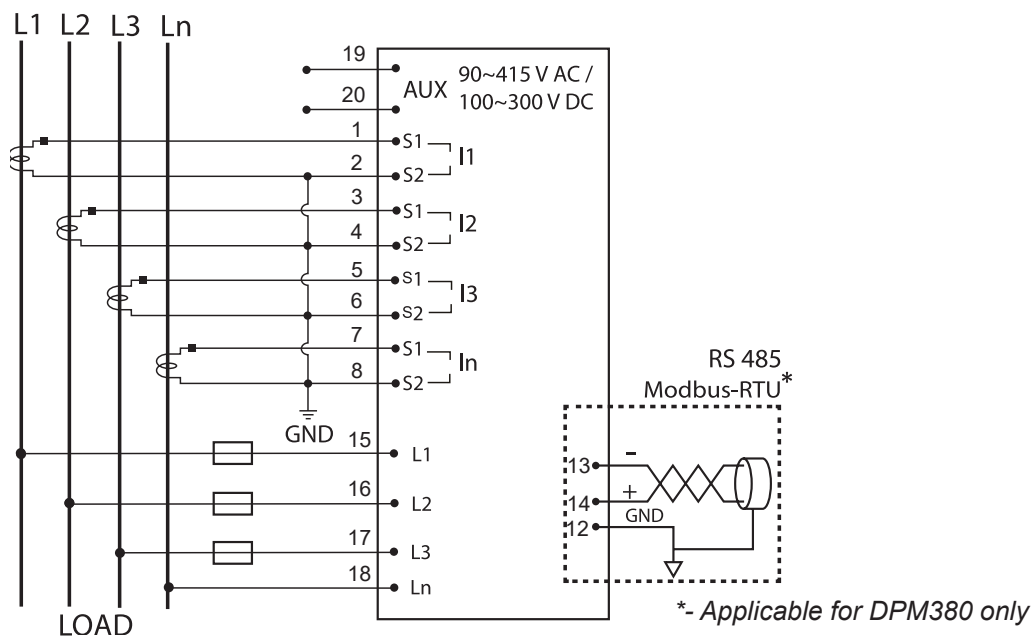 L1 L2 L3 Ln
19
AUX
90~415 V AC /
100~300 V DC
20
1
S1
I1
2
S2
3
S1
I2
4
S2
5
S1
I3
6
S2
7
S1
In
8
S2
GND
15
L1
16
L2
17
L3
18
Ln
LOAD
RS 485
Modbus-RTU*
13
-
14
+
GND
12
*- Applicable for DPM380 only